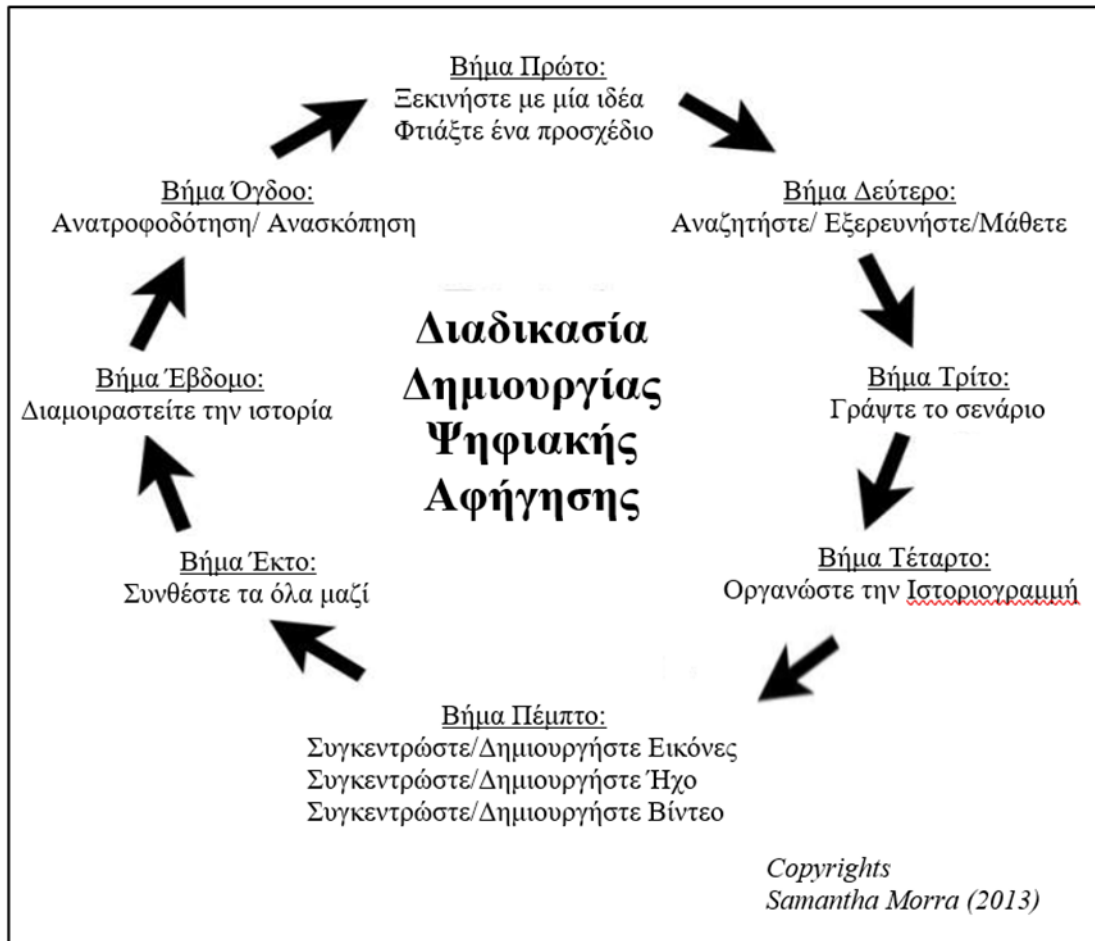 Βήμα Πρώτο:
Ξεκινήστε με μία ιδέα
Φτιάξτε ένα προσχέδιο
Βήμα Δεύτερο:
Αναζητήστε/ Εξερευνήστε/Μάθετε
Βήμα Τρίτο:
Γράψτε το σενάριο
Βήμα Τέταρτο:
Οργανώστε την Ιστοριογραμμή
Βήμα Πέμπτο:
Συγκεντρώστε/Δημιουργήστε Εικόνες
Συγκεντρώστε/Δημιουργήστε Ήχο
Συγκεντρώστε/Δημιουργήστε Βίντεο
Βήμα Έκτο:
Συνθέστε τα όλα μαζί
Βήμα Έβδομο:
Διαμοιραστείτε την ιστορία
Βήμα Όγδοο:
Ανατροφοδότηση/ Ανασκόπηση
Διαδικασία
Δημιουργίας
Ψηφιακής
Αφήγησης
Copyrights
Samantha Morra (2013)